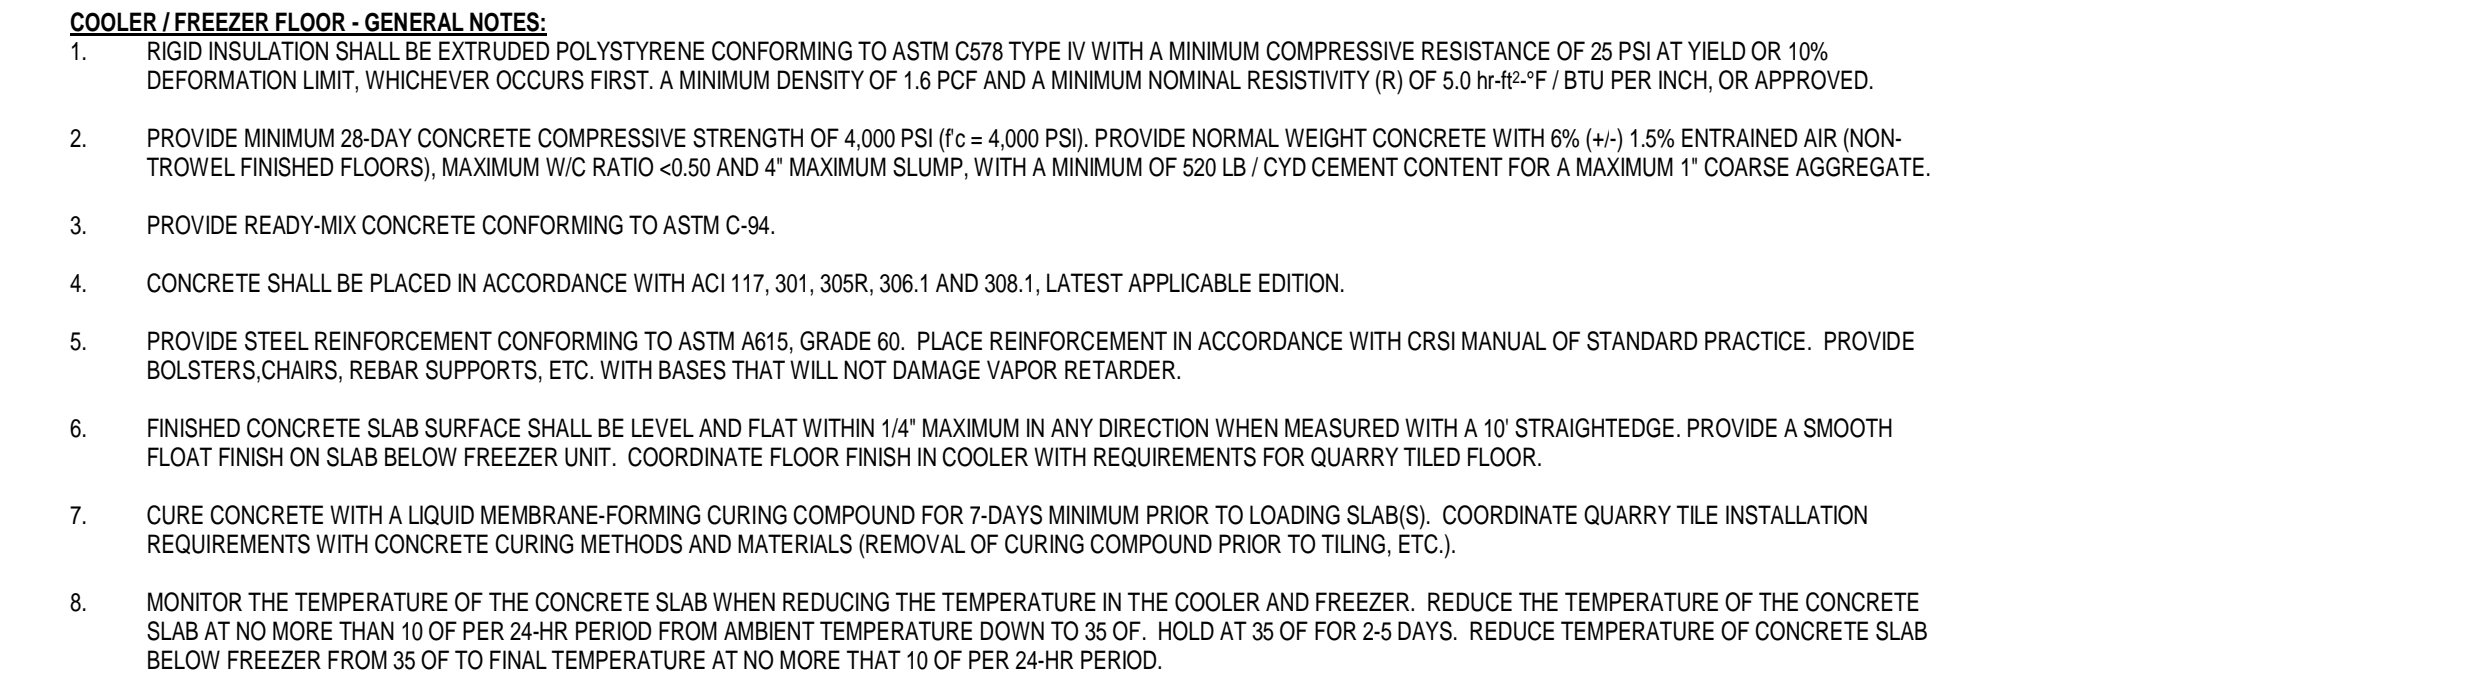 COOLER / FREEZER FLOOR - GENERAL NOTES:
1. RIGID INSULATION SHALL BE EXTRUDED POLYSTYRENE CONFORMING TO ASTM C578 TYPE IV WITH A MINIMUM COMPRESSIVE RESISTANCE OF 25 PSI AT YIELD OR 10%
DEFORMATION LIMIT, WHICHEVER OCCURS FIRST. A MINIMUM DENSITY OF 1.6 PCF AND A MINIMUM NOMINAL RESISTIVITY (R) OF 5.0 hr-ft²-°F / BTU PER INCH, OR APPROVED.
2. PROVIDE MINIMUM 28-DAY CONCRETE COMPRESSIVE STRENGTH OF 4,000 PSI (f'c = 4,000 PSI). PROVIDE NORMAL WEIGHT CONCRETE WITH 6% (+/-) 1.5% ENTRAINED AIR (NON-
TROWEL FINISHED FLOORS), MAXIMUM W/C RATIO <0.50 AND 4" MAXIMUM SLUMP, WITH A MINIMUM OF 520 LB / CYD CEMENT CONTENT FOR A MAXIMUM 1" COARSE AGGREGATE.
3. PROVIDE READY-MIX CONCRETE CONFORMING TO ASTM C-94.
4. CONCRETE SHALL BE PLACED IN ACCORDANCE WITH ACI 117, 301, 305R, 306.1 AND 308.1, LATEST APPLICABLE EDITION.
5. PROVIDE STEEL REINFORCEMENT CONFORMING TO ASTM A615, GRADE 60. PLACE REINFORCEMENT IN ACCORDANCE WITH CRSI MANUAL OF STANDARD PRACTICE. PROVIDE
BOLSTERS,CHAIRS, REBAR SUPPORTS, ETC. WITH BASES THAT WILL NOT DAMAGE VAPOR RETARDER.
6. FINISHED CONCRETE SLAB SURFACE SHALL BE LEVEL AND FLAT WITHIN 1/4" MAXIMUM IN ANY DIRECTION WHEN MEASURED WITH A 10' STRAIGHTEDGE. PROVIDE A SMOOTH
FLOAT FINISH ON SLAB BELOW FREEZER UNIT. COORDINATE FLOOR FINISH IN COOLER WITH REQUIREMENTS FOR QUARRY TILED FLOOR.
7. CURE CONCRETE WITH A LIQUID MEMBRANE-FORMING CURING COMPOUND FOR 7-DAYS MINIMUM PRIOR TO LOADING SLAB(S). COORDINATE QUARRY TILE INSTALLATION
REQUIREMENTS WITH CONCRETE CURING METHODS AND MATERIALS (REMOVAL OF CURING COMPOUND PRIOR TO TILING, ETC.).
8. MONITOR THE TEMPERATURE OF THE CONCRETE SLAB WHEN REDUCING THE TEMPERATURE IN THE COOLER AND FREEZER. REDUCE THE TEMPERATURE OF THE CONCRETE
SLAB AT NO MORE THAN 10 OF PER 24-HR PERIOD FROM AMBIENT TEMPERATURE DOWN TO 35 OF. HOLD AT 35 OF FOR 2-5 DAYS. REDUCE TEMPERATURE OF CONCRETE SLAB
BELOW FREEZER FROM 35 OF TO FINAL TEMPERATURE AT NO MORE THAT 10 OF PER 24-HR PERIOD.